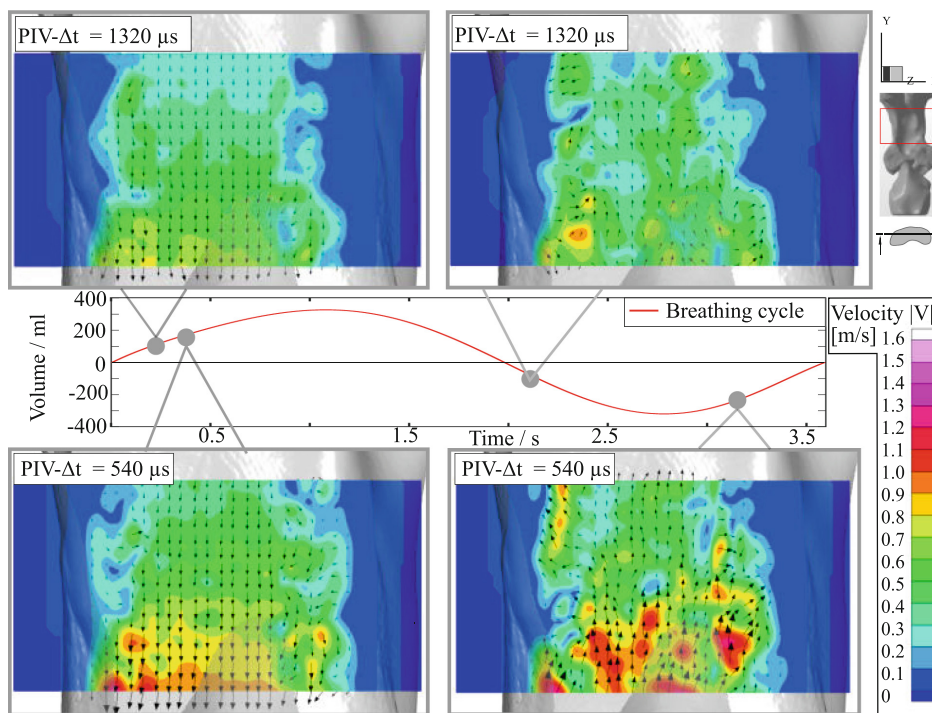 PIV-Δt = 1320 μs
PIV-Δt = 1320 μs
Y
Z
400
200
0
-200
-400
Volume / ml
Breathing cycle
0.5
1.5
2.5
3.5
Time / s
Velocity |V|
[m/s]
1.6
1.5
1.4
1.3
1.2
1.1
1.0
0.9
0.8
0.7
0.6
0.5
0.4
0.3
0.2
0.1
0
PIV-Δt = 540 μs
PIV-Δt = 540 μs